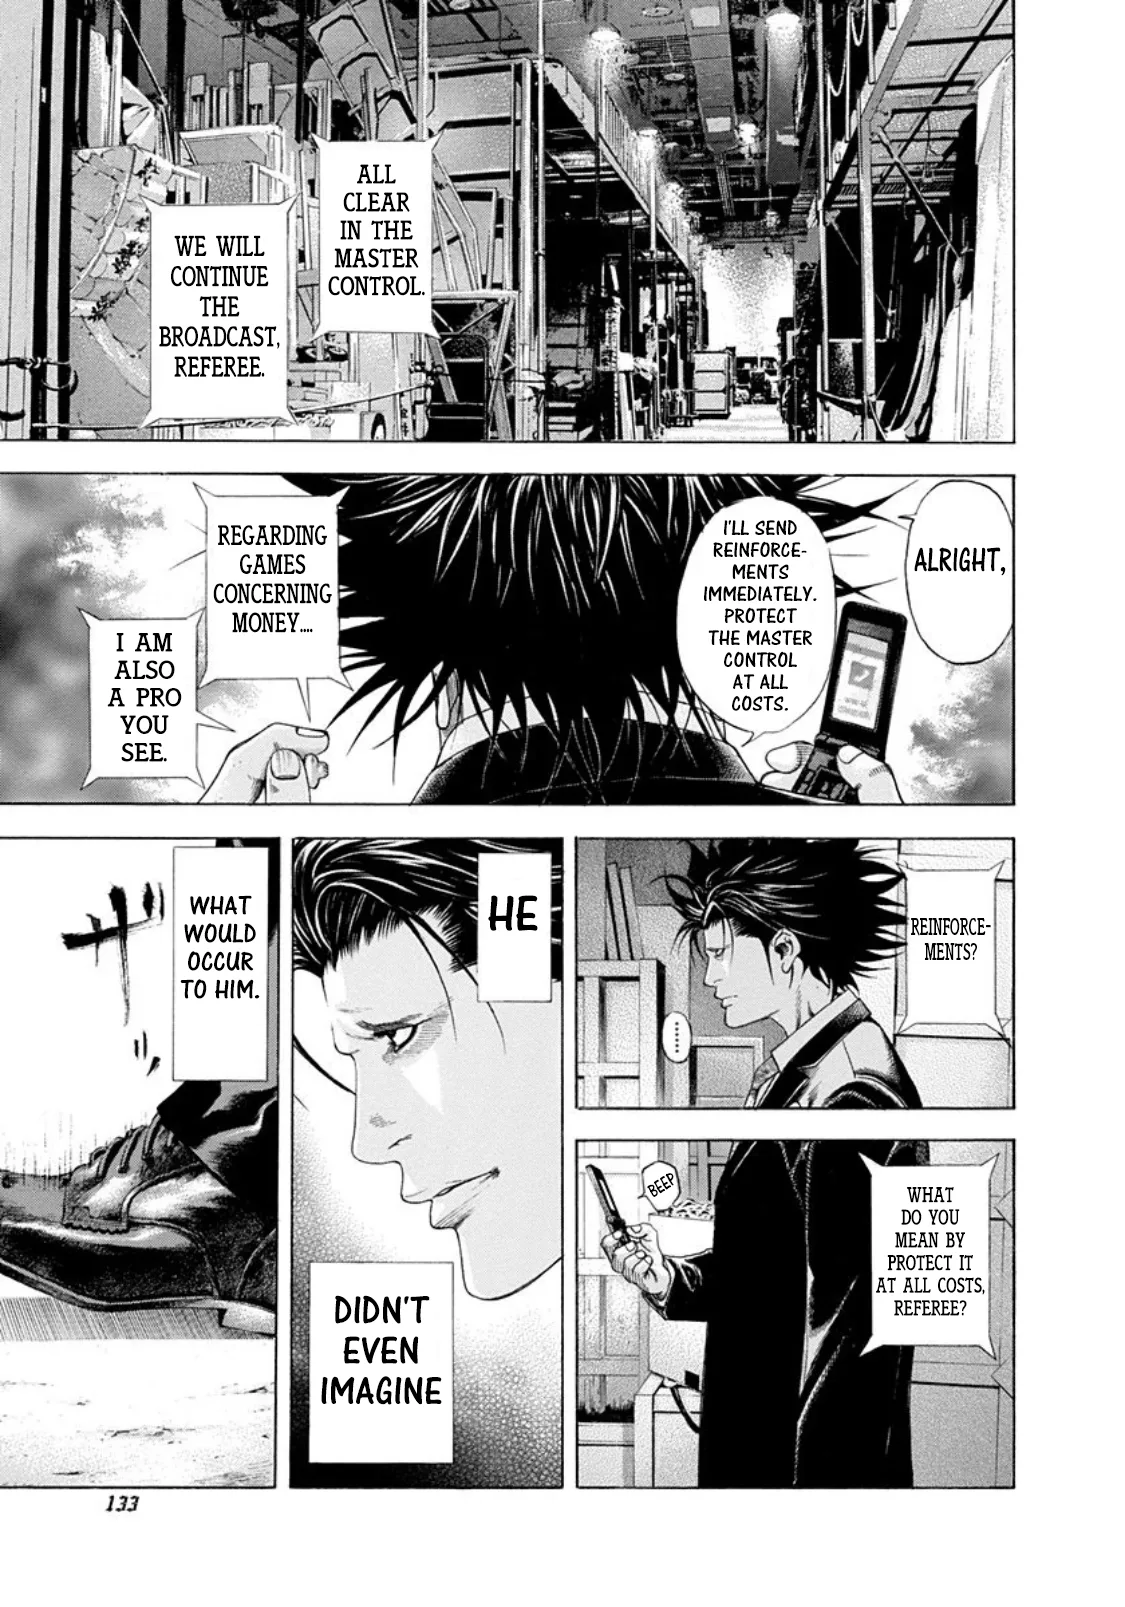 ALL
CLEAR
IN THE
MASTER
CONTROL.
WE WILL
CONTINUE
THE
BROADCAST,
REFEREE.
ALRIGHT,
I'LL SEND
REINFORCE-
MENTS
IMMEDIATELY.
PROTECT
THE MASTER
CONTROL
AT ALL
COSTS.
REGARDING
GAMES
CONCERNING
MONEY....
I AM
ALSO
A PRO
YOU
SEE.
REINFORCE-
MENTS?
........
WHAT
DO YOU
MEAN BY
PROTECT IT
AT ALL COSTS,
REFEREE?
BEEP
HE
DIDN'T
EVEN
IMAGINE
WHAT
WOULD
OCCUR
TO HIM.
ザッ
133